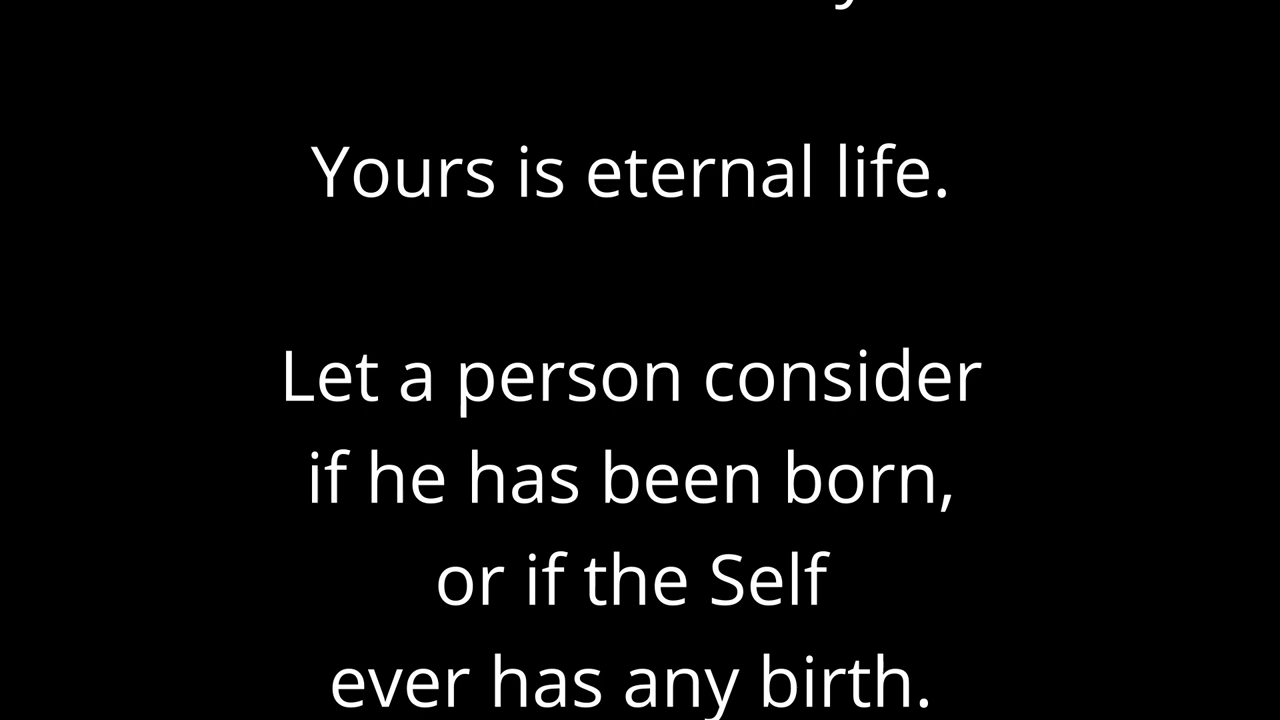 Yours is eternal life.
Let a person consider
if he has been born,
or if the Self
ever has any birth.